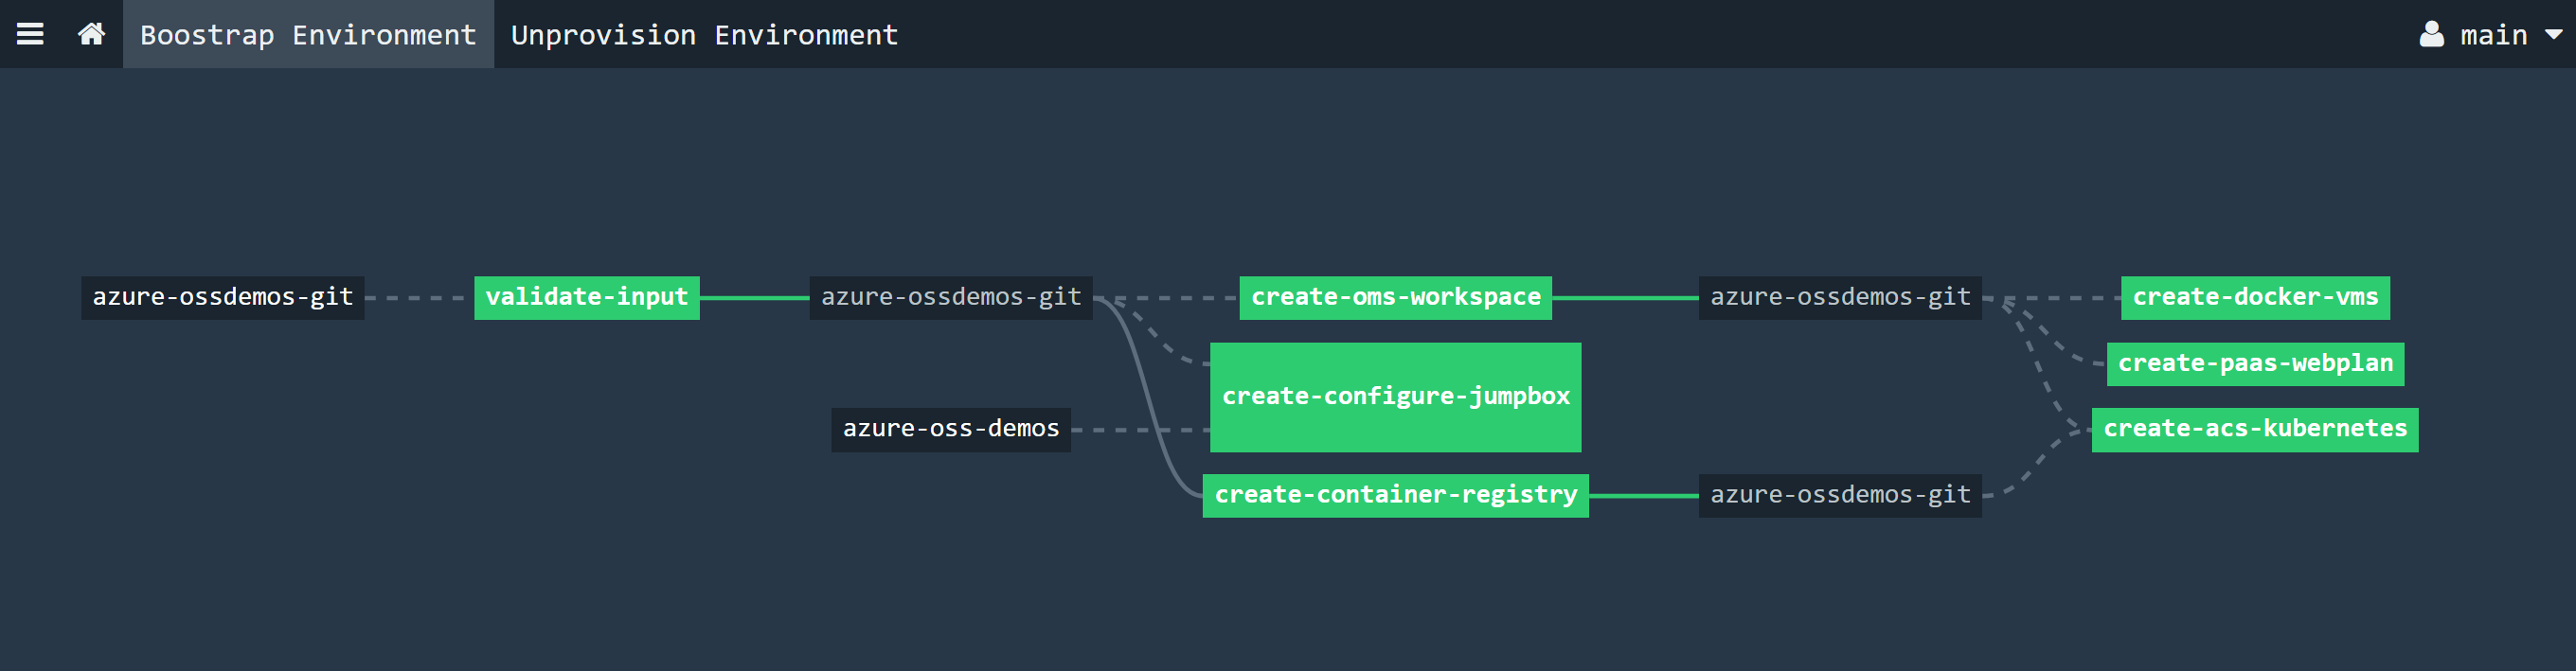 Boostrap Environment
Unprovision Environment
main
azure-ossdemos-git
validate-input
azure-ossdemos-git
create-oms-workspace
azure-ossdemos-git
create-docker-vms
create-paas-webplan
create-configure-jumpbox
azure-oss-demos
create-acs-kubernetes
create-container-registry
azure-ossdemos-git